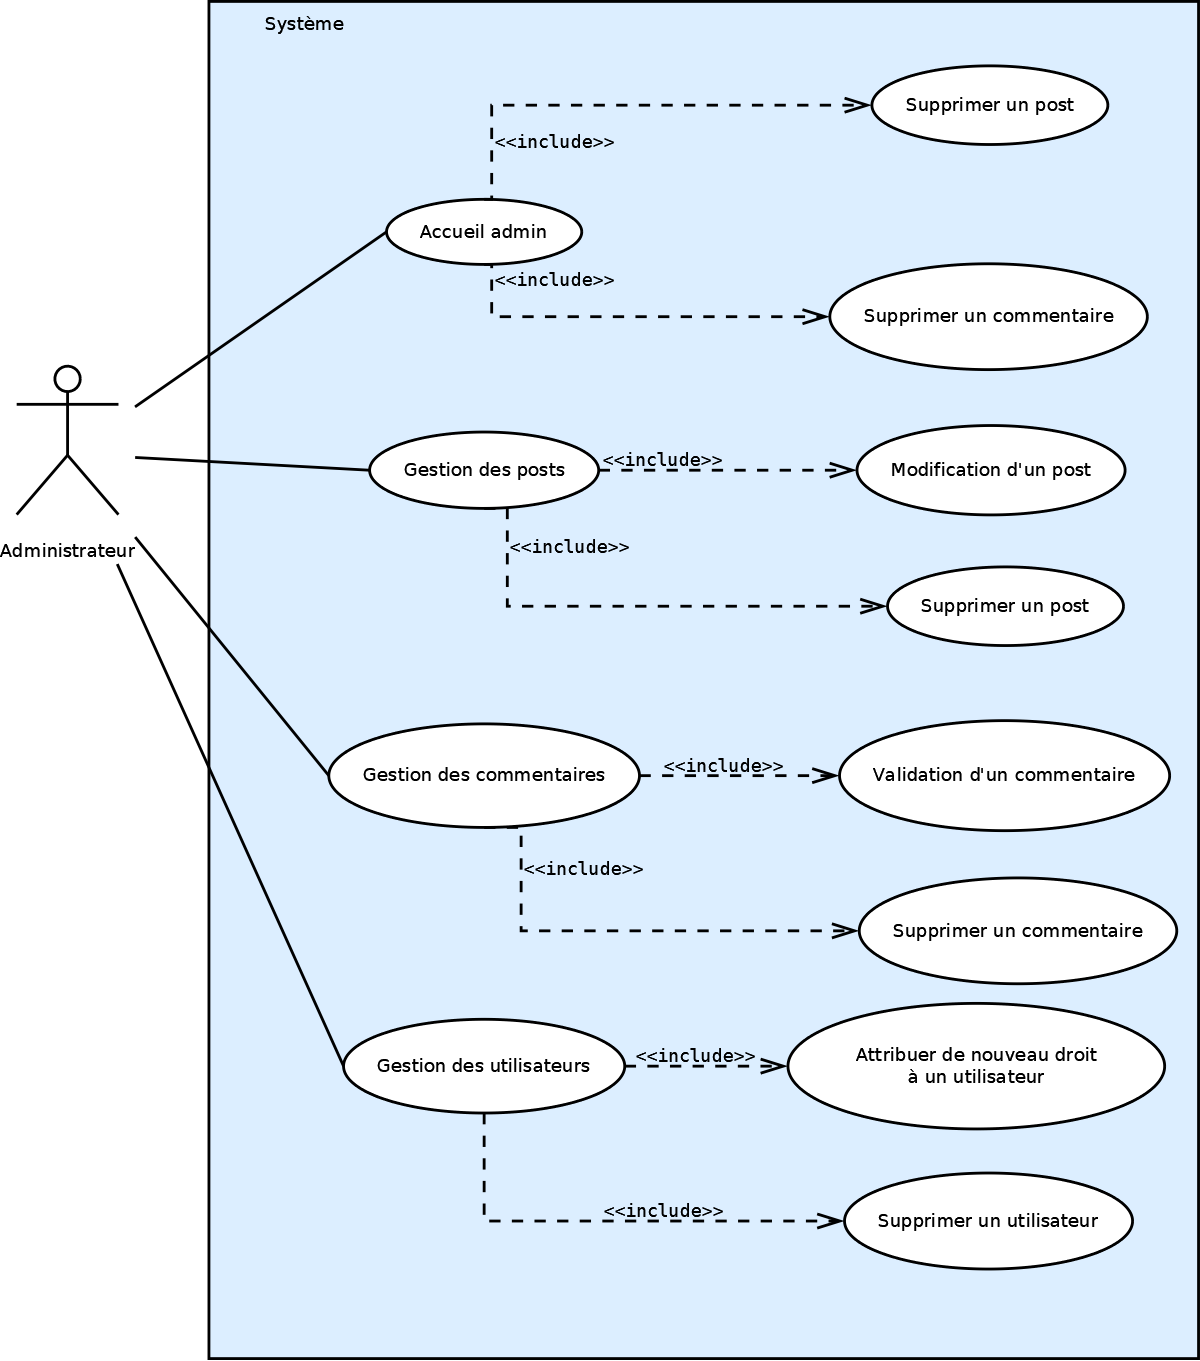 Système
Supprimer un post
<<include>>
Accueil admin
<<include>>
Supprimer un commentaire
Administrateur
Gestion des posts
<<include>>
Modification d'un post
<<include>>
Supprimer un post
Gestion des commentaires
<<include>>
Validation d'un commentaire
<<include>>
Supprimer un commentaire
Gestion des utilisateurs
<<include>>
Attribuer de nouveau droit
à un utilisateur
<<include>>
Supprimer un utilisateur